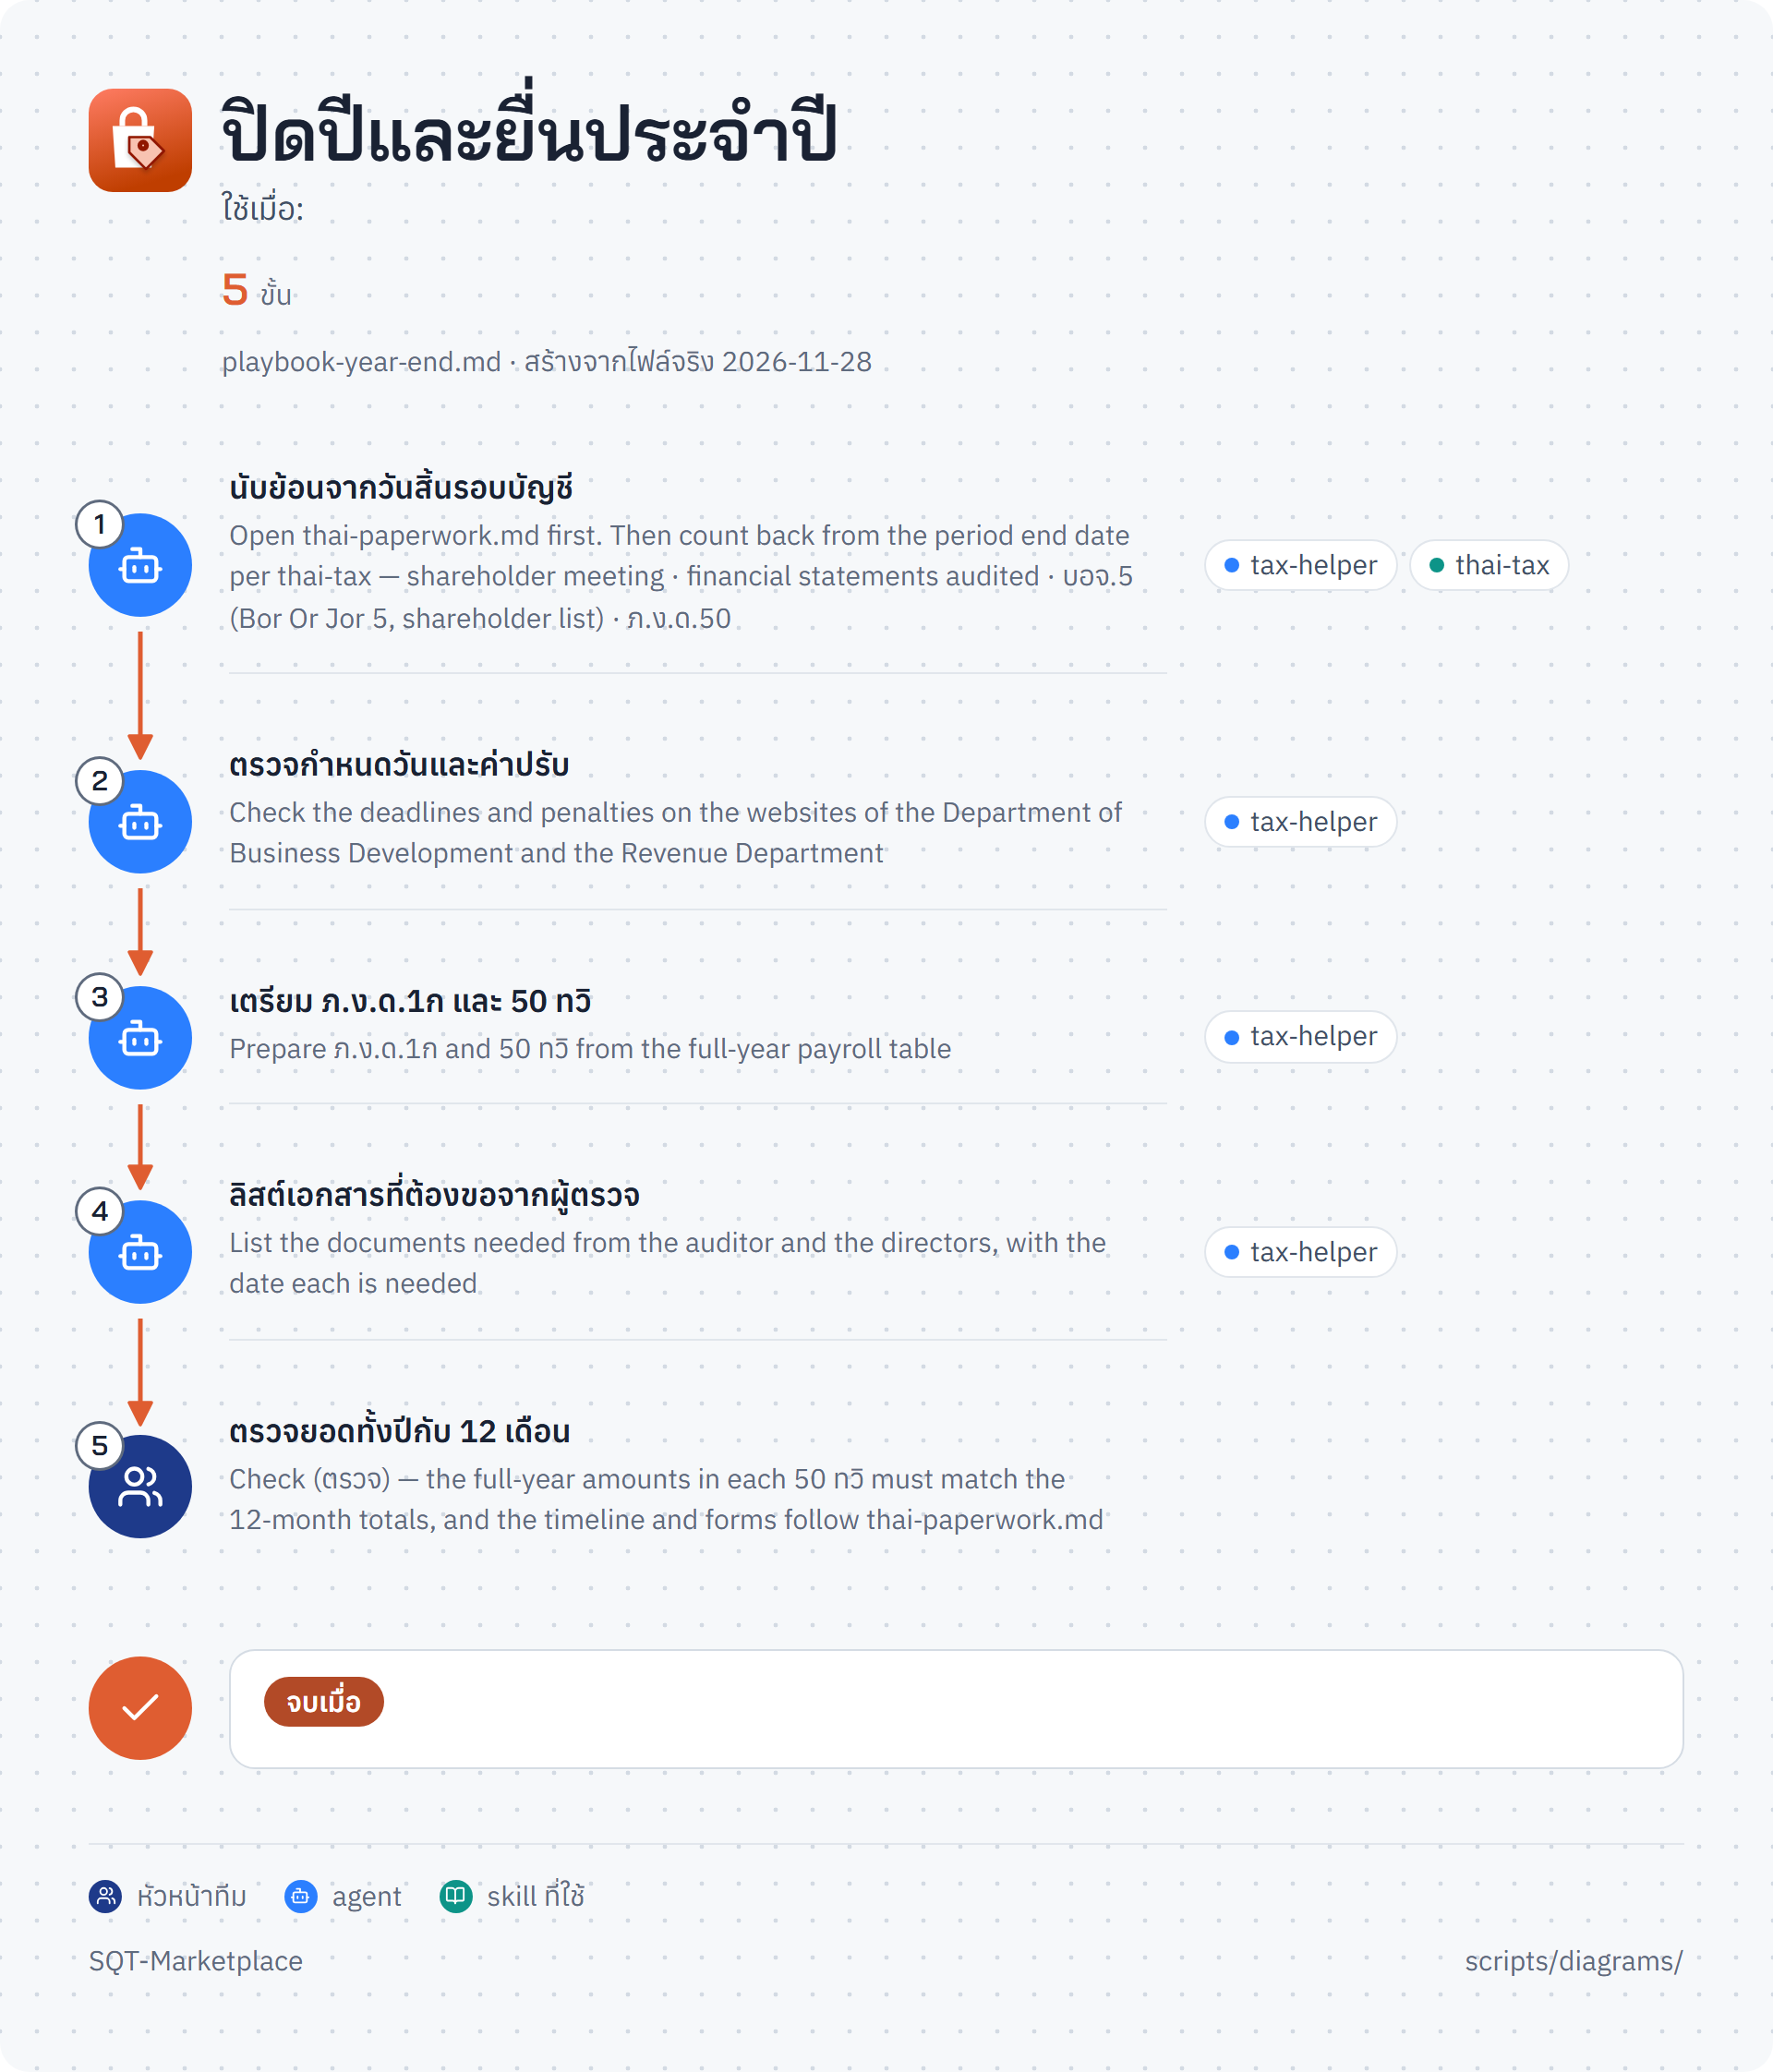 ปิดปีและยื่นประจำปี
ใช้เมื่อ:
5 ขั้น
playbook-year-end.md · สร้างจากไฟล์จริง 2026-11-28
1
นับย้อนจากวันสิ้นรอบบัญชี
Open thai-paperwork.md first. Then count back from the period end date
per thai-tax — shareholder meeting · financial statements audited · บอจ.5
(Bor Or Jor 5, shareholder list) · ภ.ง.ด.50
tax-helper thai-tax
2
ตรวจกำหนดวันและค่าปรับ
Check the deadlines and penalties on the websites of the Department of
Business Development and the Revenue Department
tax-helper
3
เตรียม ภ.ง.ด.1ก และ 50 ทวิ
Prepare ภ.ง.ด.1ก and 50 ทวิ from the full-year payroll table
tax-helper
4
ลิสต์เอกสารที่ต้องขอจากผู้ตรวจ
List the documents needed from the auditor and the directors, with the
date each is needed
tax-helper
5
ตรวจยอดทั้งปีกับ 12 เดือน
Check (ตรวจ) — the full-year amounts in each 50 ทวิ must match the
12-month totals, and the timeline and forms follow thai-paperwork.md
จบเมื่อ
หัวหน้าทีม agent skill ที่ใช้
SQT-Marketplace scripts/diagrams/